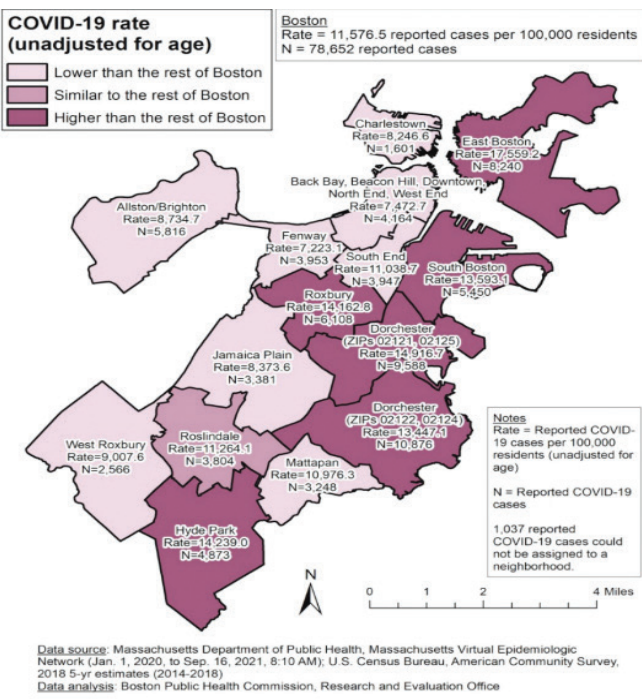 COVID-19 rate
(unadjusted for age)
Lower than the rest of Boston
Similar to the rest of Boston
Higher than the rest of Boston
Boston
Rate = 11,576.5 reported cases per 100,000 residents
N = 78,652 reported cases
Charlestown
Rate=8,246.6
N=1,601
East Boston
Rate=17,559.2
N=8,240
Back Bay, Beacon Hill, Downtown,
North End, West End
Rate=7,472.7
N=4,164
Allston/Brighton
Rate=8,734.7
N=5,816
Fenway
Rate=7,223.1
N=3,953
South End
Rate=11,038.7
N=3,947
South Boston
Rate=13,593.1
N=5,450
Roxbury
Rate=14,162.8
N=6,108
Dorchester
(ZIPs 02121, 02125)
Rate=14,916.7
N=9,588
Jamaica Plain
Rate=8,373.6
N=3,381
Dorchester
(ZIPs 02122, 02124)
Rate=13,447.1
N=10,876
West Roxbury
Rate=9,007.6
N=2,566
Roslindale
Rate=11,264.1
N=3,804
Mattapan
Rate=10,976.3
N=3,248
Hyde Park
Rate=14,239.0
N=4,873
Notes
Rate = Reported COVID-
19 cases per 100,000
residents (unadjusted for
age)
N = Reported COVID-19
cases
1,037 reported
COVID-19 cases could
not be assigned to a
neighborhood.
N
0 1 2 4 Miles
Data source: Massachusetts Department of Public Health, Massachusetts Virtual Epidemiologic
Network (Jan. 1, 2020, to Sep. 16, 2021, 8:10 AM); U.S. Census Bureau, American Community Survey,
2018 5-yr estimates (2014-2018)
Data analysis: Boston Public Health Commission, Research and Evaluation Office